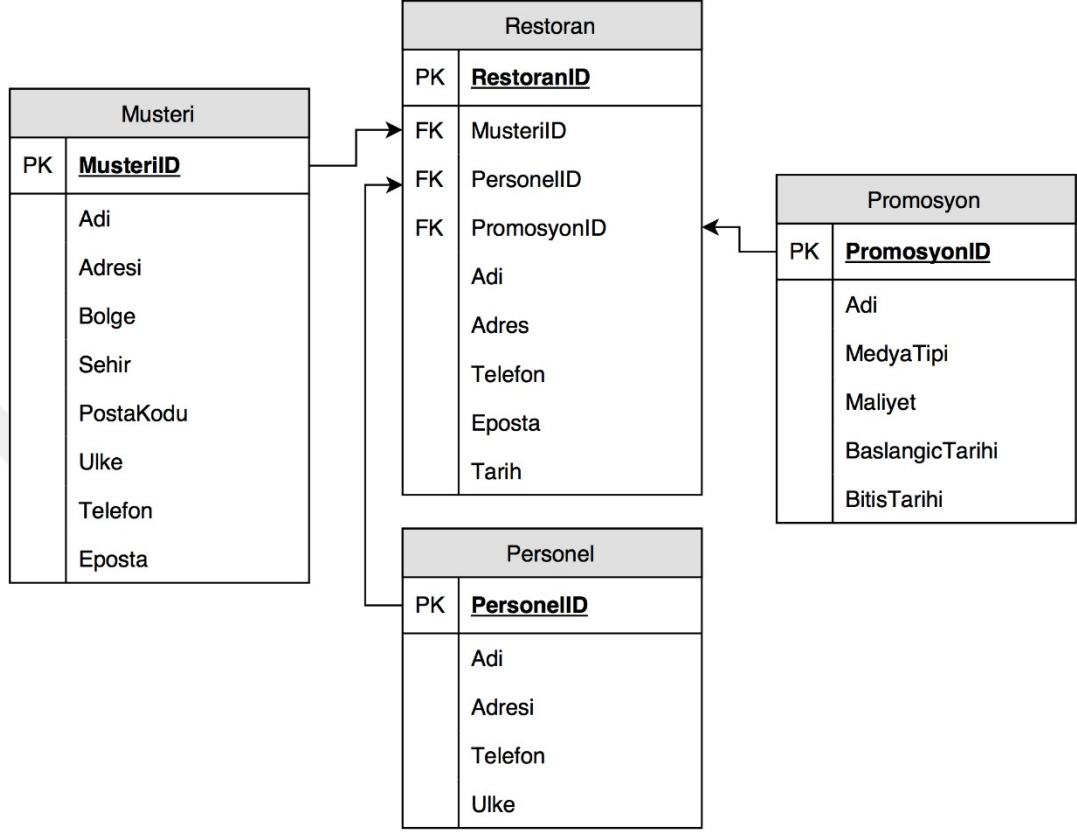 Restoran
PK RestoranID
FK MusteriID
FK PersonelID
FK PromosyonID
Adi
Adres
Telefon
Eposta
Tarih
Musteri
PK MusteriID
Adi
Adresi
Bolge
Sehir
PostaKodu
Ulke
Telefon
Eposta
Promosyon
PK PromosyonID
Adi
MedyaTipi
Maliyet
BaslangicTarihi
BitisTarihi
Personel
PK PersonelID
Adi
Adresi
Telefon
Ulke